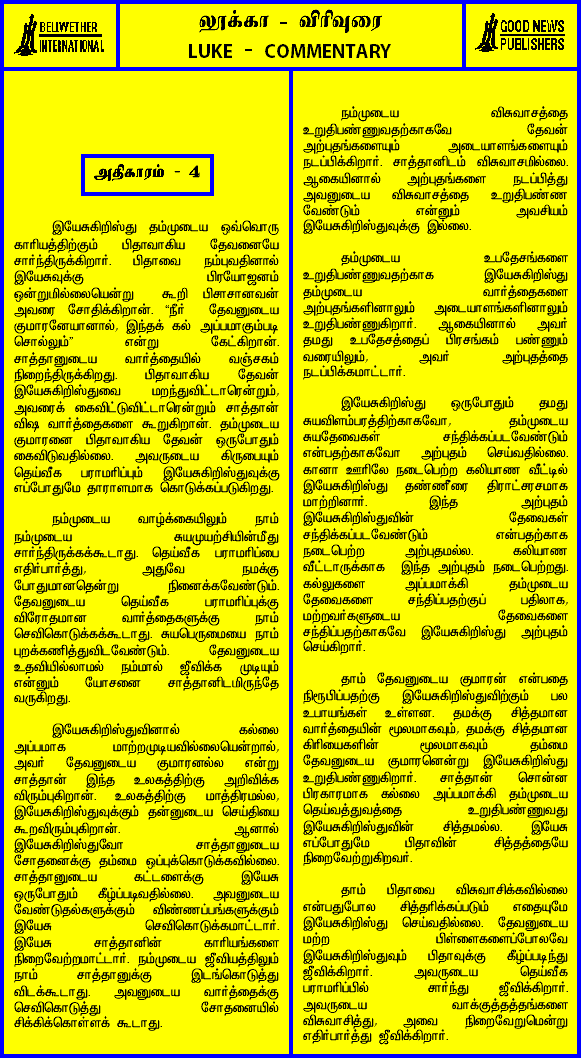 BELLWETHER
INTERNATIONAL
லூக்கா - விரிவுரை
LUKE - COMMENTARY
GOOD NEWS
PUBLISHERS
அதிகாரம் - 4
இயேசுகிறிஸ்து தம்முடைய ஒவ்வொரு
காரியத்திற்கும் பிதாவாகிய தேவனையே
சார்ந்திருக்கிறார். பிதாவை நம்புவதினால்
இயேசுவுக்கு பிரயோஜனம்
ஒன்றுமில்லையென்று கூறி பிசாசானவன்
அவரை சோதிக்கிறான். “நீர் தேவனுடைய
குமாரனேயானால், இந்தக் கல் அப்பமாகும்படி
சொல்லும்” என்று கேட்கிறான்.
சாத்தானுடைய வார்த்தையில் வஞ்சகம்
நிறைந்திருக்கிறது. பிதாவாகிய தேவன்
இயேசுகிறிஸ்துவை மறந்துவிட்டாரென்றும்,
அவரைக் கைவிட்டுவிட்டாரென்றும் சாத்தான்
விஷ வார்த்தைகளை கூறுகிறான். தம்முடைய
குமாரனை பிதாவாகிய தேவன் ஒருபோதும்
கைவிடுவதில்லை. அவருடைய கிருபையும்
தெய்வீக பராமரிப்பும் இயேசுகிறிஸ்துவுக்கு
எப்போதுமே தாராளமாக கொடுக்கப்படுகிறது.
நம்முடைய வாழ்க்கையிலும் நாம்
நம்முடைய சுயமுயற்சியின்மீது
சார்ந்திருக்கக்கூடாது. தெய்வீக பராமரிப்பை
எதிர்பார்த்து, அதுவே நமக்கு
போதுமானதென்று நினைக்கவேண்டும்.
தேவனுடைய தெய்வீக பராமரிப்புக்கு
விரோதமான வார்த்தைகளுக்கு நாம்
செவிகொடுக்கக்கூடாது. சுயபெருமையை நாம்
புறக்கணித்துவிடவேண்டும். தேவனுடைய
உதவியில்லாமல் நம்மால் ஜீவிக்க முடியும்
என்னும் யோசனை சாத்தானிடமிருந்தே
வருகிறது.
இயேசுகிறிஸ்துவினால் கல்லை
அப்பமாக மாற்றமுடியவில்லையென்றால்,
அவர் தேவனுடைய குமாரனல்ல என்று
சாத்தான் இந்த உலகத்திற்கு அறிவிக்க
விரும்புகிறான். உலகத்திற்கு மாத்திரமல்ல,
இயேசுகிறிஸ்துவுக்கும் தன்னுடைய செய்தியை
கூறவிரும்புகிறான். ஆனால்
இயேசுகிறிஸ்துவோ சாத்தானுடைய
சோதனைக்கு தம்மை ஒப்புக்கொடுக்கவில்லை.
சாத்தானுடைய கட்டளைக்கு இயேசு
ஒருபோதும் கீழ்ப்படிவதில்லை. அவனுடைய
வேண்டுதல்களுக்கும் விண்ணப்பங்களுக்கும்
இயேசு செவிகொடுக்கமாட்டார்.
இயேசு சாத்தானின் காரியங்களை
நிறைவேற்றமாட்டார். நம்முடைய ஜீவியத்திலும்
நாம் சாத்தானுக்கு இடங்கொடுத்து
விடக்கூடாது. அவனுடைய வார்த்தைக்கு
செவிகொடுத்து சோதனையில்
சிக்கிக்கொள்ளக் கூடாது.
நம்முடைய விசுவாசத்தை
உறுதிபண்ணுவதற்காகவே தேவன்
அற்புதங்களையும் அடையாளங்களையும்
நடப்பிக்கிறார். சாத்தானிடம் விசுவாசமில்லை.
ஆகையினால் அற்புதங்களை நடப்பித்து
அவனுடைய விசுவாசத்தை உறுதிபண்ண
வேண்டும் என்னும் அவசியம்
இயேசுகிறிஸ்துவுக்கு இல்லை.
தம்முடைய உபதேசங்களை
உறுதிபண்ணுவதற்காக இயேசுகிறிஸ்து
தம்முடைய வார்த்தைகளை
அற்புதங்களினாலும் அடையாளங்களினாலும்
உறுதிபண்ணுகிறார். ஆகையினால் அவர்
தமது உபதேசத்தைப் பிரசங்கம் பண்ணும்
வரையிலும், அவர் அற்புதத்தை
நடப்பிக்கமாட்டார்.
இயேசுகிறிஸ்து ஒருபோதும் தமது
சுயவிளம்பரத்திற்காகவோ, தம்முடைய
சுயதேவைகள் சந்திக்கப்படவேண்டும்
என்பதற்காகவோ அற்புதம் செய்வதில்லை.
கானா ஊரிலே நடைபெற்ற கலியாண வீட்டில்
இயேசுகிறிஸ்து தண்ணீரை திராட்சரசமாக
மாற்றினார். இந்த அற்புதம்
இயேசுகிறிஸ்துவின் தேவைகள்
சந்திக்கப்படவேண்டும் என்பதற்காக
நடைபெற்ற அற்புதமல்ல. கலியாண
வீட்டாருக்காக இந்த அற்புதம் நடைபெற்றது.
கல்லுகளை அப்பமாக்கி தம்முடைய
தேவைகளை சந்திப்பதற்குப் பதிலாக,
மற்றவர்களுடைய தேவைகளை
சந்திப்பதற்காகவே இயேசுகிறிஸ்து அற்புதம்
செய்கிறார்.
தாம் தேவனுடைய குமாரன் என்பதை
நிரூபிப்பதற்கு இயேசுகிறிஸ்துவிற்கும் பல
உபாயங்கள் உள்ளன. தமக்கு சித்தமான
வார்த்தையின் மூலமாகவும், தமக்கு சித்தமான
கிரியைகளின் மூலமாகவும் தம்மை
தேவனுடைய குமாரனென்று இயேசுகிறிஸ்து
உறுதிபண்ணுகிறார். சாத்தான் சொன்ன
பிரகாரமாக கல்லை அப்பமாக்கி தம்முடைய
தெய்வத்துவத்தை உறுதிபண்ணுவது
இயேசுகிறிஸ்துவின் சித்தமல்ல. இயேசு
எப்போதுமே பிதாவின் சித்தத்தையே
நிறைவேற்றுகிறவர்.
தாம் பிதாவை விசுவாசிக்கவில்லை
என்பதுபோல சித்தரிக்கப்படும் எதையுமே
இயேசுகிறிஸ்து செய்வதில்லை. தேவனுடைய
மற்ற பிள்ளைகளைப்போலவே
இயேசுகிறிஸ்துவும் பிதாவுக்கு கீழ்ப்படிந்து
ஜீவிக்கிறார். அவருடைய தெய்வீக
பராமரிப்பில் சார்ந்து ஜீவிக்கிறார்.
அவருடைய வாக்குத்தத்தங்களை
விசுவாசித்து, அவை நிறைவேறுமென்று
எதிர்பார்த்து ஜீவிக்கிறார்.